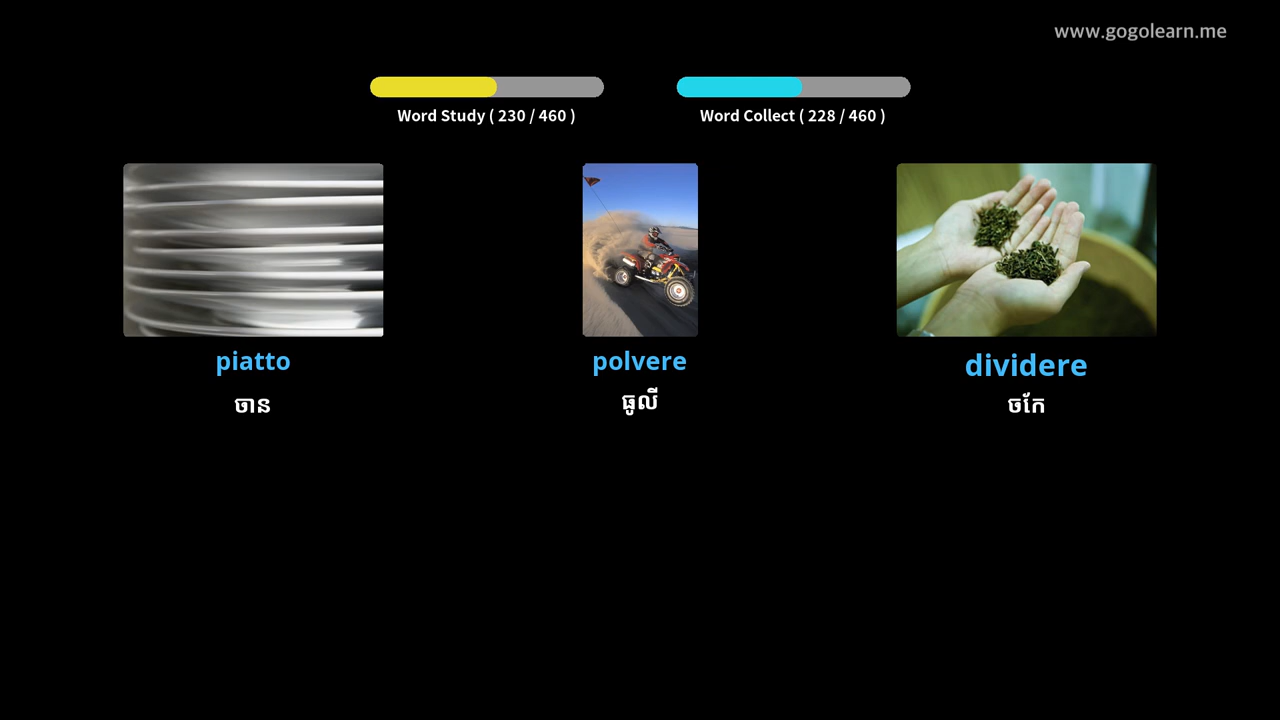 www.gogolearn.me
Word Study ( 230 / 460 )
Word Collect ( 228 / 460 )
piatto
polvere
dividere
ចាន
ធូលី
ចកែ